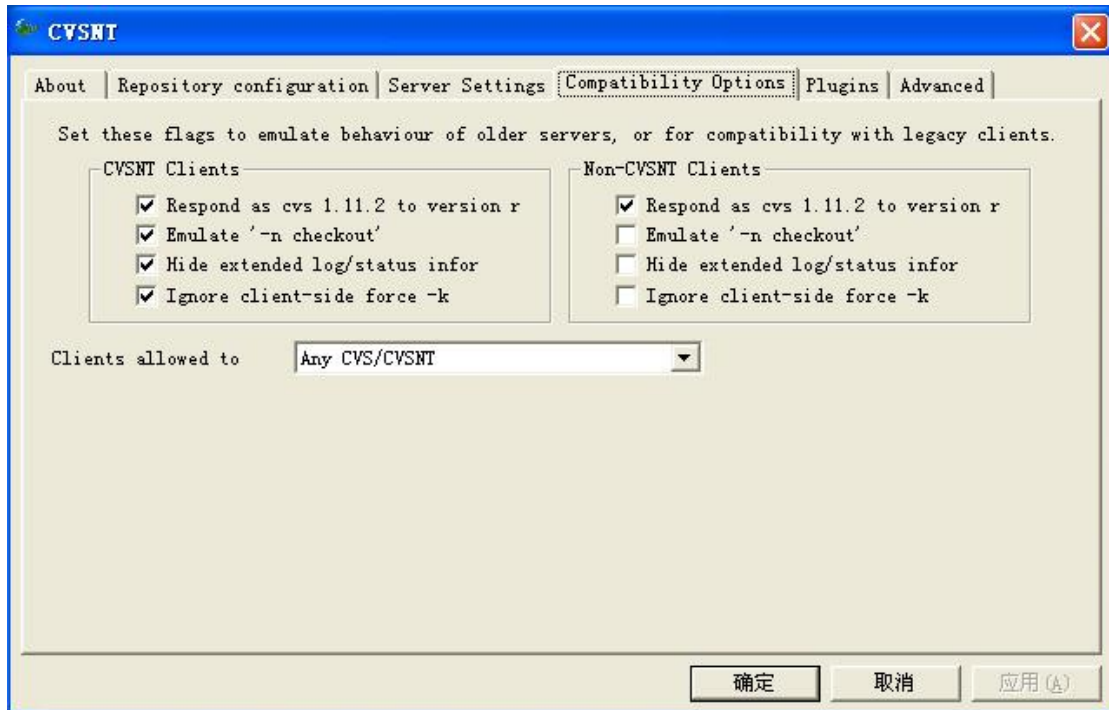 CVSNT
About Repository configuration Server Settings Compatibility Options Plugins Advanced
Set these flags to emulate behaviour of older servers, or for compatibility with legacy clients.
CVSNT Clients
Respond as cvs 1.11.2 to version r
Emulate '-n checkout'
Hide extended log/status infor
Ignore client-side force -k
Non-CVSNT Clients
Respond as cvs 1.11.2 to version r
Emulate '-n checkout'
Hide extended log/status infor
Ignore client-side force -k
Clients allowed to Any CVS/CVSNT
确定 取消 应用(A)